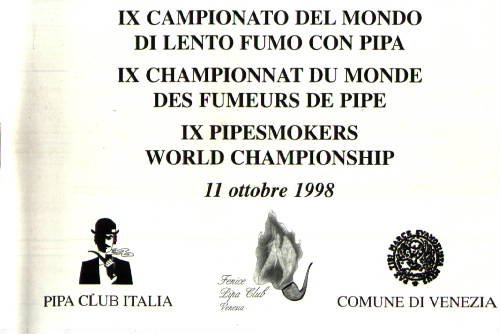 IX CAMPIONATO DEL MONDO
DI LENTO FUMO CON PIPA
IX CHAMPIONNAT DU MONDE
DES FUMEURS DE PIPE
IX PIPESMOKERS
WORLD CHAMPIONSHIP
11 ottobre 1998
Fenice
Pipa Club
Venezia
PIPA CLUB ITALIA
COMUNE DI VENEZIA